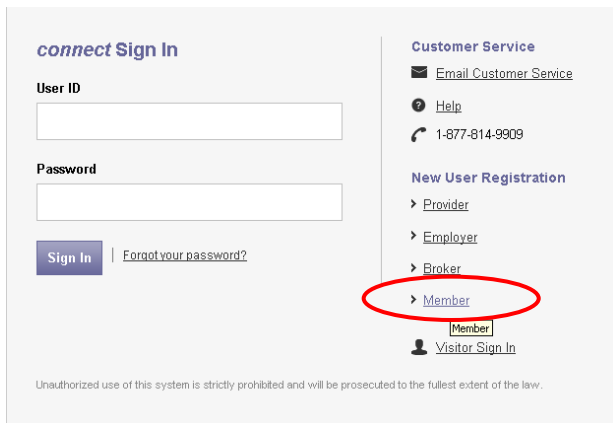 connect Sign In
User ID
Password
Sign In
Forgot your password?
Customer Service
Email Customer Service
Help
1-877-814-9909
New User Registration
Provider
Employer
Broker
Member
Member
Visitor Sign In
Unauthorized use of this system is strictly prohibited and will be prosecuted to the fullest extent of the law.